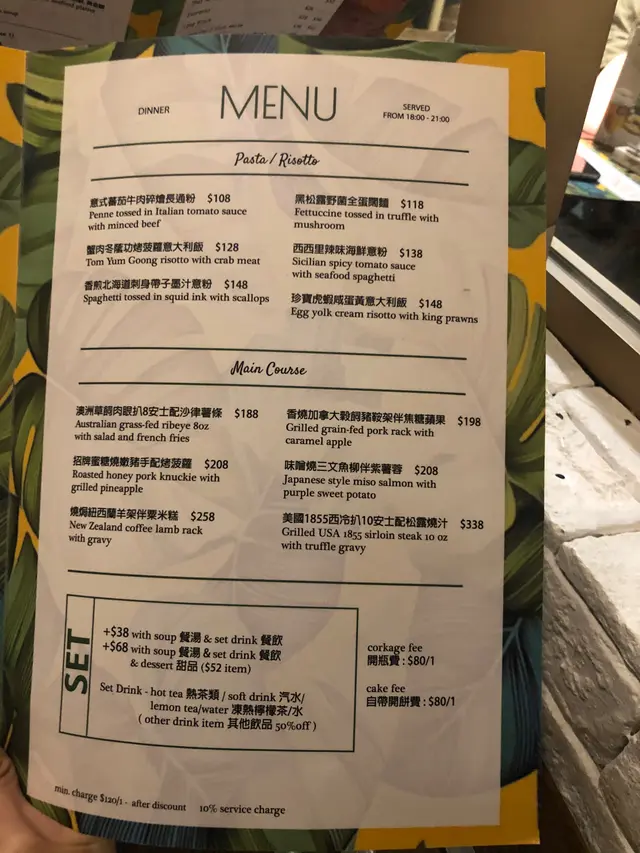 DINNER
MENU
SERVED
FROM 18:00 - 21:00
Pasta / Risotto
意式蕃茄牛肉碎燴長通粉 $108
Penne tossed in Italian tomato sauce
with minced beef
蟹肉冬蔭功烤菠蘿意大利飯 $128
Tom Yum Goong risotto with crab meat
香煎北海道刺身帶子墨汁意粉 $148
Spaghetti tossed in squid ink with scallops
黑松露野菌全蛋闊麵 $118
Fettuccine tossed in truffle with
mushroom
西西里辣味海鮮意粉 $138
Sicilian spicy tomato sauce
with seafood spaghetti
珍寶虎蝦咸蛋黃意大利飯 $148
Egg yolk cream risotto with king prawns
Main Course
澳洲草飼肉眼扒8安士配沙律薯條 $188
Australian grass-fed ribeye 8oz
with salad and french fries
招牌蜜糖燒嫩豬手配烤菠蘿 $208
Roasted honey pork knuckie with
grilled pineapple
燒焗紐西蘭羊架伴粟米糕 $258
New Zealand coffee lamb rack
with gravy
香燒加拿大穀飼豬鞍架伴焦糖蘋果 $198
Grilled grain-fed pork rack with
caramel apple
味噌燒三文魚柳伴紫薯蓉 $208
Japanese style miso salmon with
purple sweet potato
美國1855西冷扒10安士配松露燒汁 $338
Grilled USA 1855 sirloin steak 10 oz
with truffle gravy
SET
+$38 with soup 餐湯 & set drink 餐飲
+$68 with soup 餐湯 & set drink 餐飲
& dessert 甜品 ($52 item)
Set Drink - hot tea 熱茶類 / soft drink 汽水/
lemon tea/water 凍熱檸檬茶/水
( other drink item 其他飲品 50%off )
corkage fee
開瓶費 : $80/1
cake fee
自帶開餅費 : $80/1
min. charge $120/1 - after discount 10% service charge